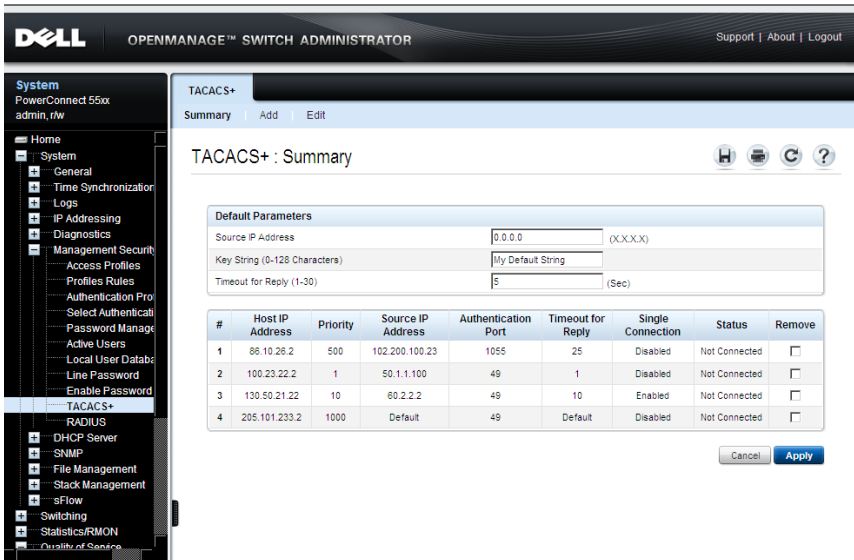 DELL OPENMANAGE™ SWITCH ADMINISTRATOR Support | About | Logout
System
PowerConnect 55xx
admin, r/w
Home
System
General
Time Synchronization
Logs
IP Addressing
Diagnostics
Management Securit
Access Profiles
Profiles Rules
Authentication Pro
Select Authenticati
Password Manage
Active Users
Local User Databa
Line Password
Enable Password
TACACS+
RADIUS
DHCP Server
SNMP
File Management
Stack Management
sFlow
Switching
Statistics/RMON
Quality of Service
TACACS+
Summary Add Edit
TACACS+ : Summary
Default Parameters
Source IP Address 0.0.0.0 (X.X.X.X)
Key String (0-128 Characters) My Default String
Timeout for Reply (1-30) 5 (Sec)
# Host IP Address Priority Source IP Address Authentication Port Timeout for Reply Single Connection Status Remove
1 86.10.26.2 500 102.200.100.23 1055 25 Disabled Not Connected
2 100.23.22.2 1 50.1.1.100 49 1 Disabled Not Connected
3 130.50.21.22 10 60.2.2.2 49 10 Enabled Not Connected
4 205.101.233.2 1000 Default 49 Default Disabled Not Connected
Cancel Apply